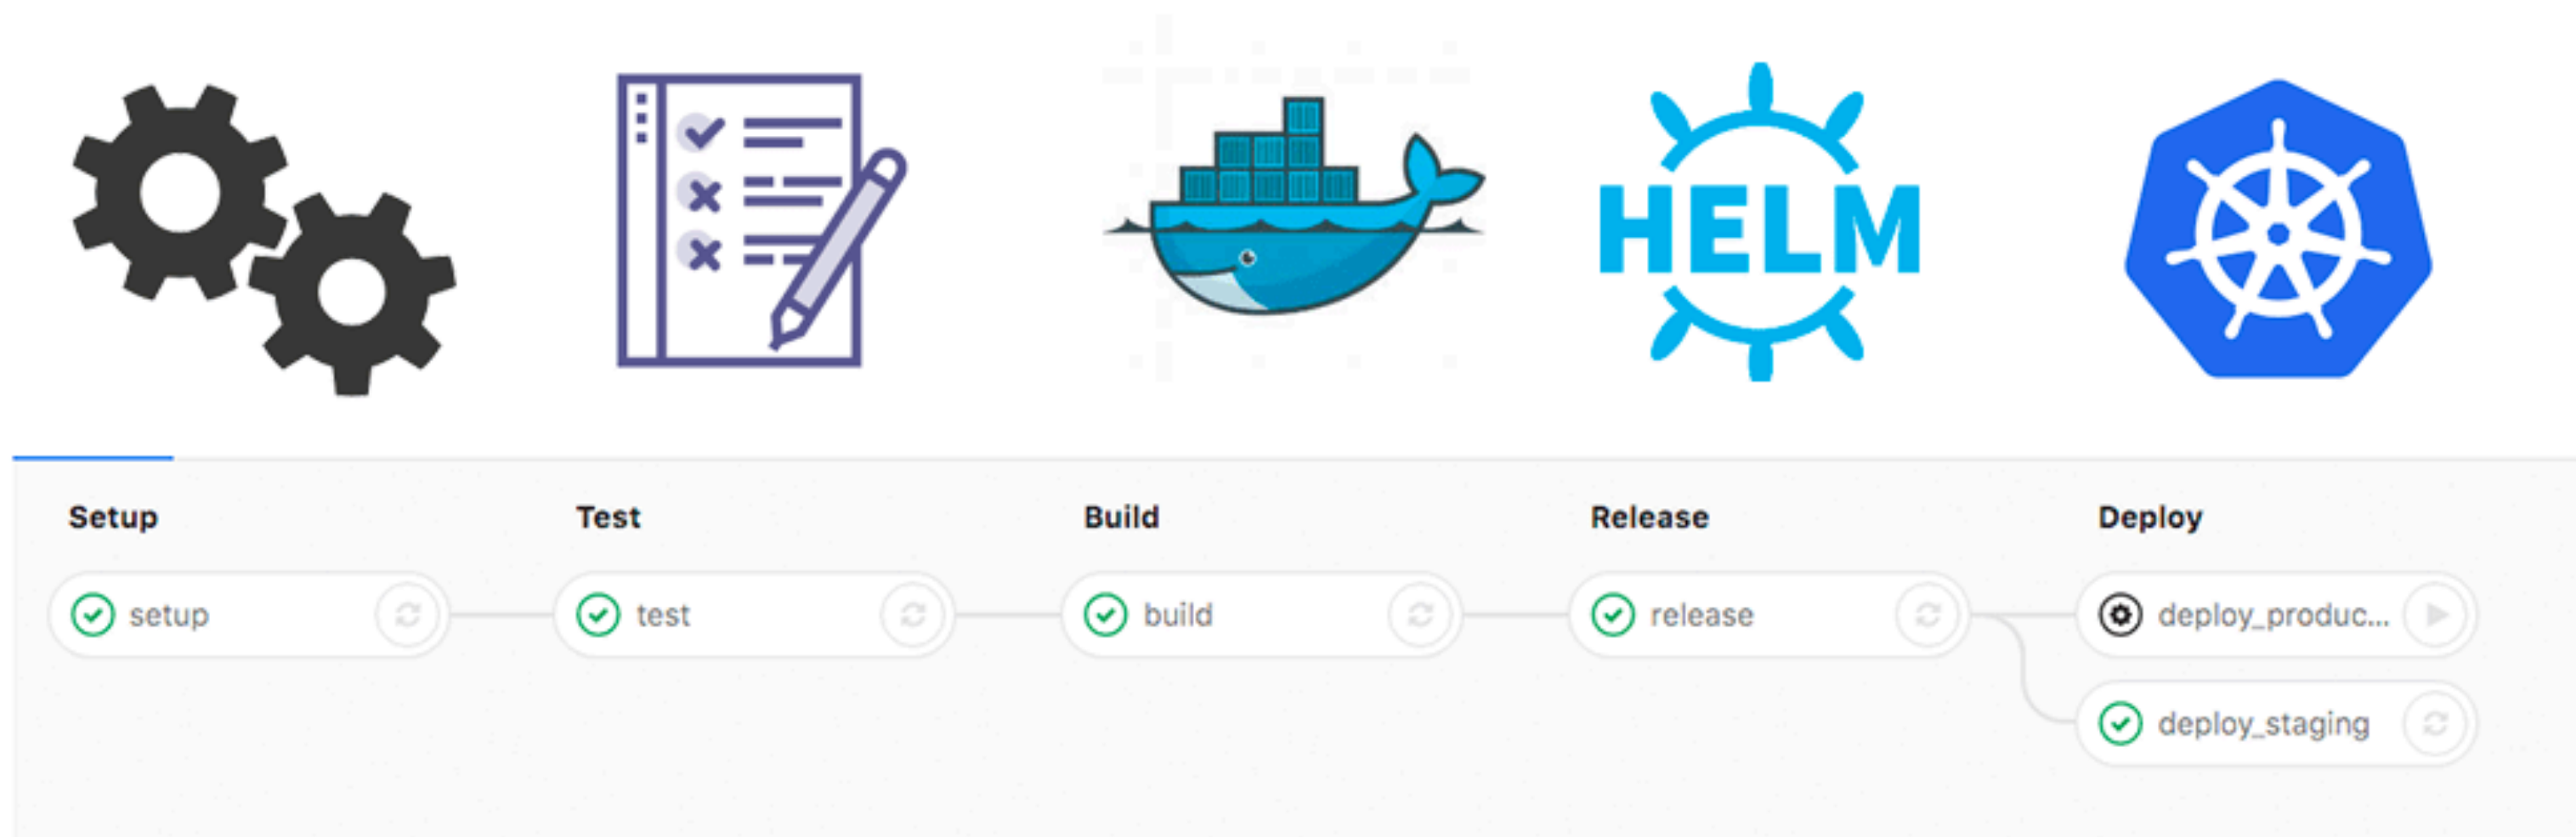 HELM
Setup
Test
Build
Release
Deploy
setup
test
build
release
deploy_produc...
deploy_staging